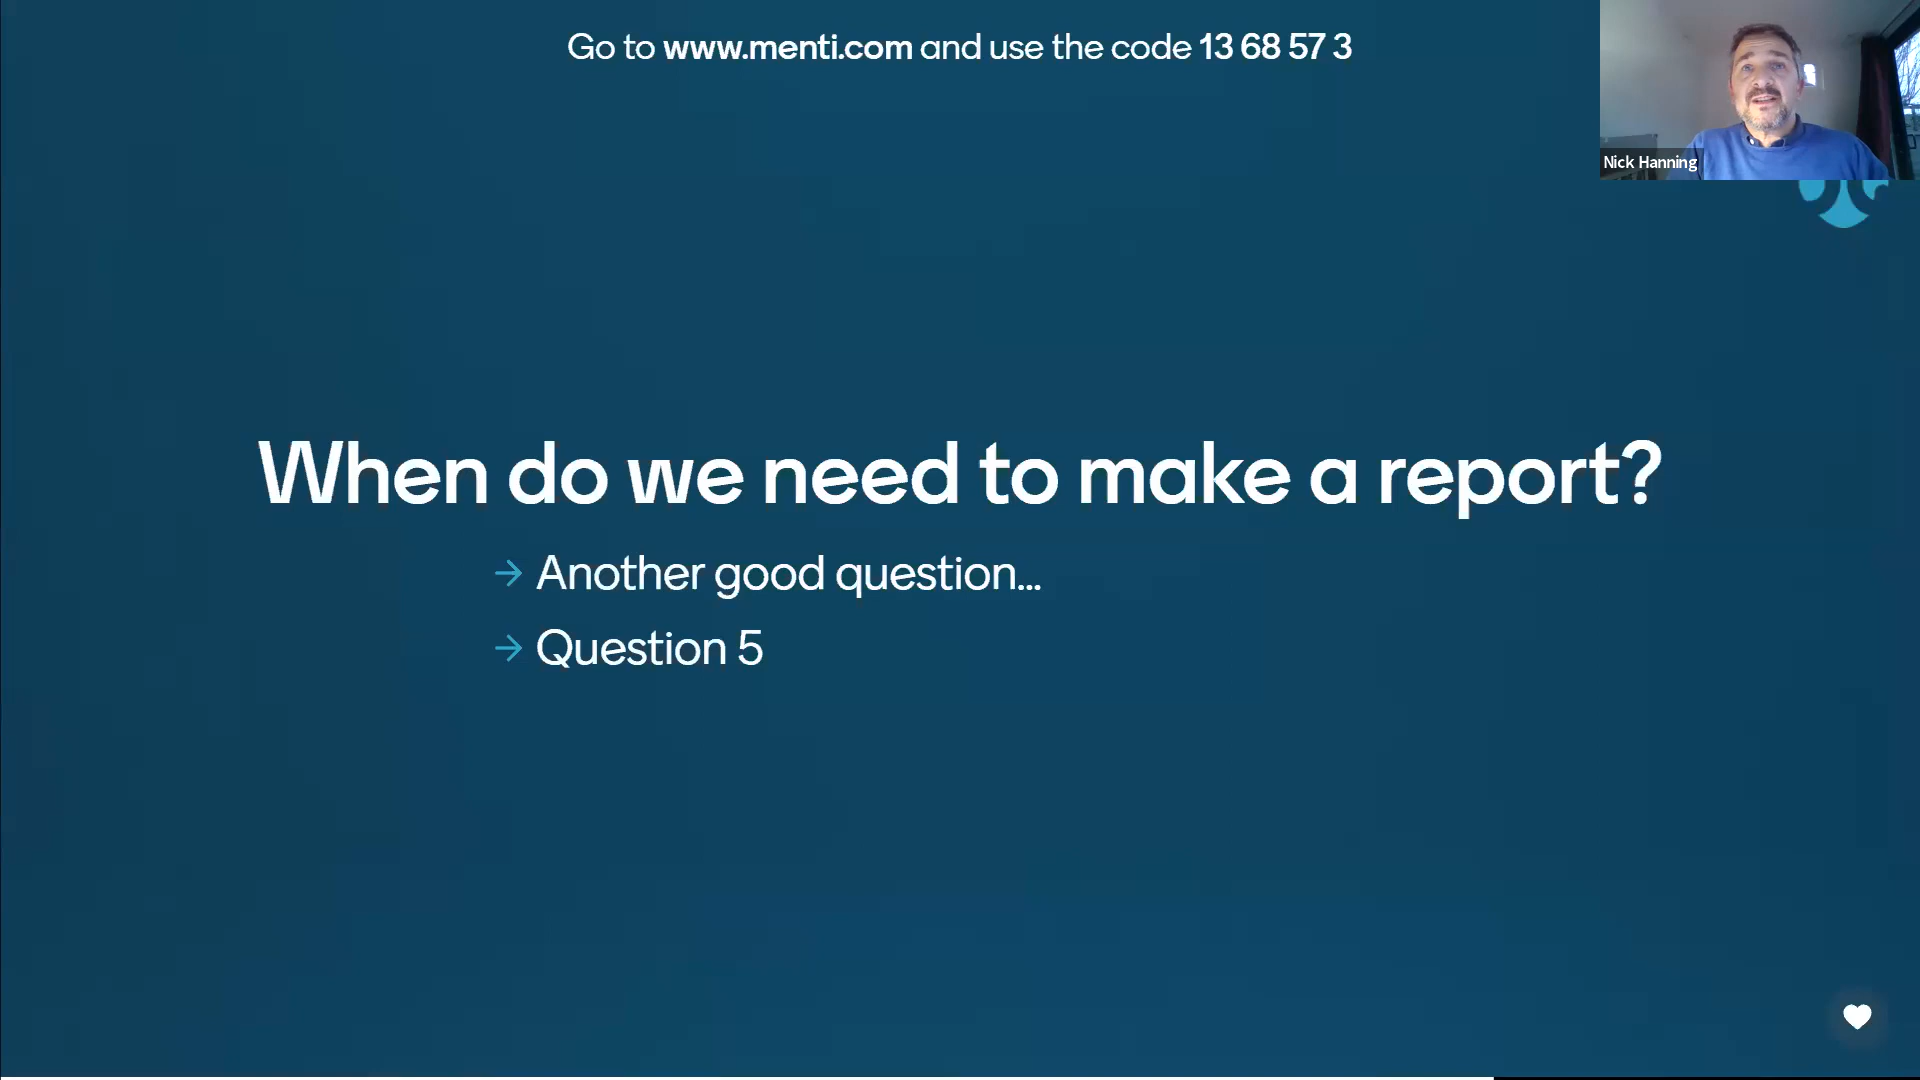 Go to www.menti.com and use the code 13 68 57 3
Nick Hanning
When do we need to make a report?
→ Another good question...
→ Question 5